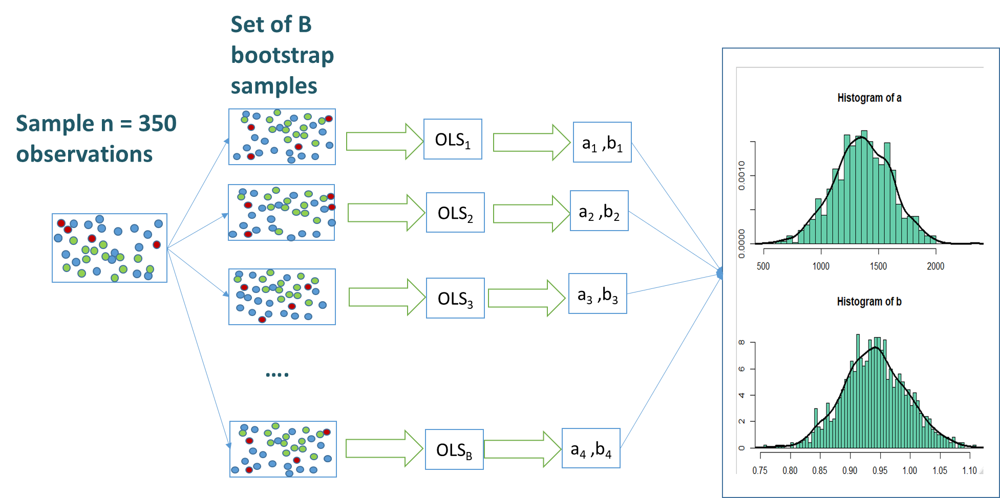 Set of B
bootstrap
samples
Sample n = 350
observations
OLS1
a1 ,b1
OLS2
a2 ,b2
OLS3
a3 ,b3
....
OLSB
a4 ,b4
Histogram of a
0.0010
0.0000
500 1000 1500 2000
Histogram of b
8
6
4
2
0
0.75 0.80 0.85 0.90 0.95 1.00 1.05 1.10